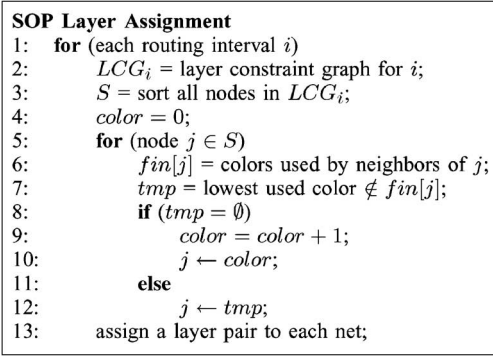 SOP Layer Assignment
1: for (each routing interval i)
2: LCG_i = layer constraint graph for i;
3: S = sort all nodes in LCG_i;
4: color = 0;
5: for (node j ∈ S)
6: fin[j] = colors used by neighbors of j;
7: tmp = lowest used color ∉ fin[j];
8: if (tmp = ∅)
9: color = color + 1;
10: j ← color;
11: else
12: j ← tmp;
13: assign a layer pair to each net;